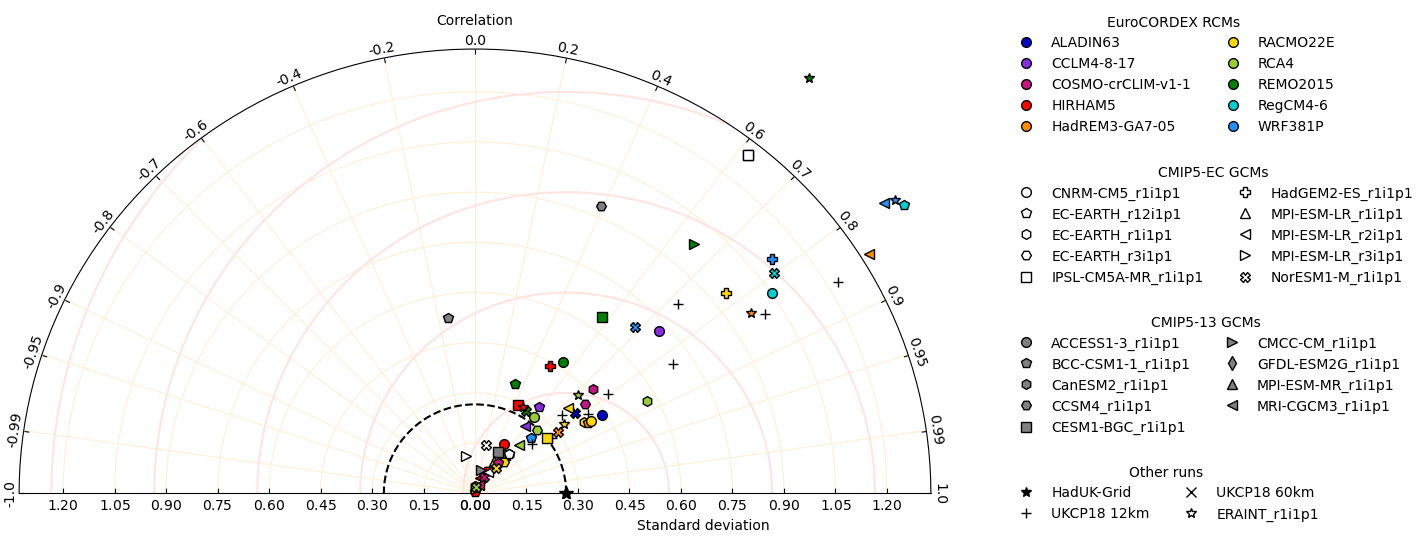 Correlation
-1.0
-0.99
-0.95
-0.9
-0.8
-0.7
-0.6
-0.4
-0.2
0.0
0.2
0.4
0.6
0.7
0.8
0.9
0.95
0.99
1.0
1.20 1.05 0.90 0.75 0.60 0.45 0.30 0.15 0.00 0.15 0.30 0.45 0.60 0.75 0.90 1.05 1.20
Standard deviation
EuroCORDEX RCMs
ALADIN63 RACMO22E
CCLM4-8-17 RCA4
COSMO-crCLIM-v1-1 REMO2015
HIRHAM5 RegCM4-6
HadREM3-GA7-05 WRF381P
CMIP5-EC GCMs
CNRM-CM5_r1i1p1 HadGEM2-ES_r1i1p1
EC-EARTH_r12i1p1 MPI-ESM-LR_r1i1p1
EC-EARTH_r1i1p1 MPI-ESM-LR_r2i1p1
EC-EARTH_r3i1p1 MPI-ESM-LR_r3i1p1
IPSL-CM5A-MR_r1i1p1 NorESM1-M_r1i1p1
CMIP5-13 GCMs
ACCESS1-3_r1i1p1 CMCC-CM_r1i1p1
BCC-CSM1-1_r1i1p1 GFDL-ESM2G_r1i1p1
CanESM2_r1i1p1 MPI-ESM-MR_r1i1p1
CCSM4_r1i1p1 MRI-CGCM3_r1i1p1
CESM1-BGC_r1i1p1
Other runs
HadUK-Grid UKCP18 60km
UKCP18 12km ERAINT_r1i1p1